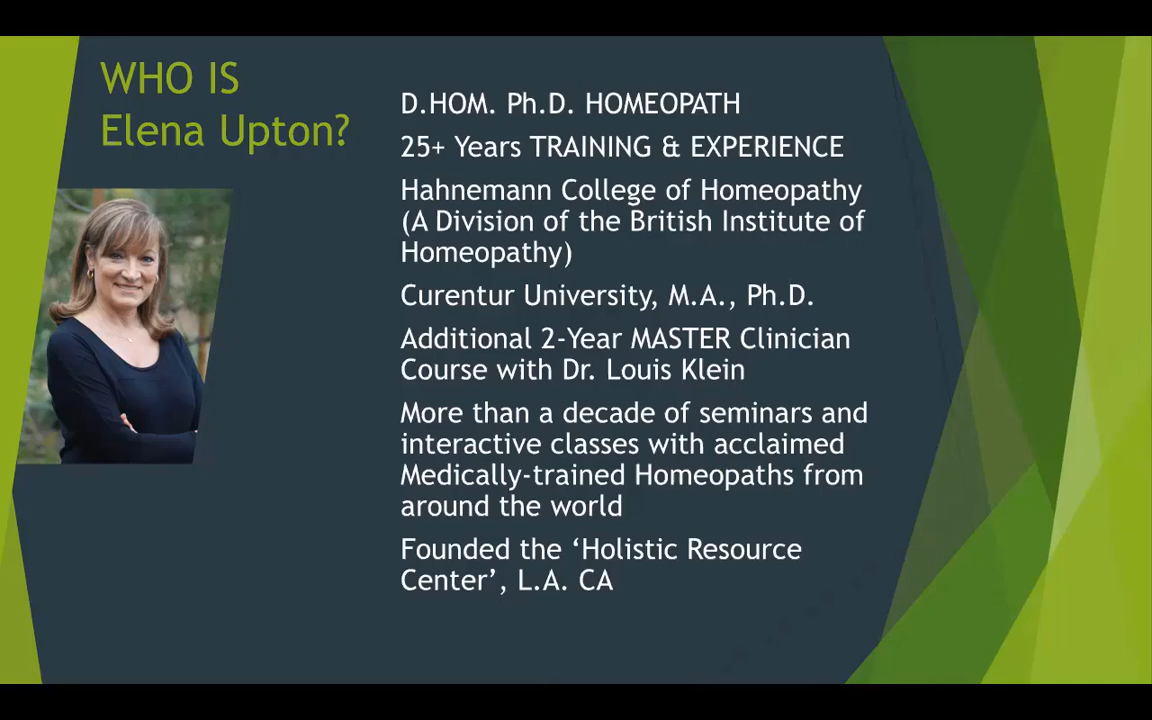 WHO IS
Elena Upton?
D.HOM. Ph.D. HOMEOPATH
25+ Years TRAINING & EXPERIENCE
Hahnemann College of Homeopathy
(A Division of the British Institute of
Homeopathy)
Curentur University, M.A., Ph.D.
Additional 2-Year MASTER Clinician
Course with Dr. Louis Klein
More than a decade of seminars and
interactive classes with acclaimed
Medically-trained Homeopaths from
around the world
Founded the ‘Holistic Resource
Center’, L.A. CA